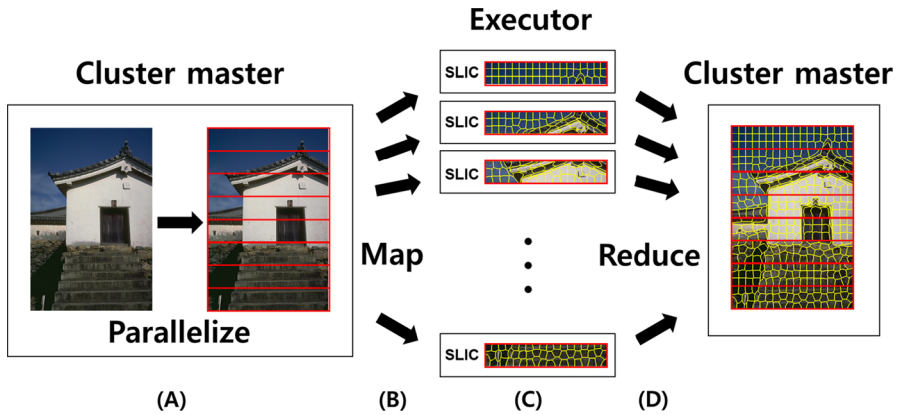 Executor
Cluster master
Cluster master
SLIC
SLIC
SLIC
Map
Reduce
Parallelize
SLIC
(A)
(B)
(C)
(D)